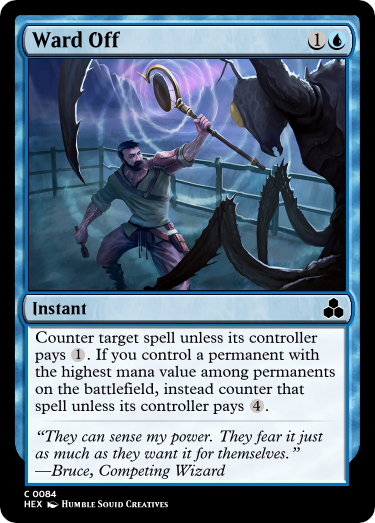 Ward Off 1
Instant
Counter target spell unless its controller
pays 1. If you control a permanent with
the highest mana value among permanents
on the battlefield, instead counter that
spell unless its controller pays 4.
“They can sense my power. They fear it just
as much as they want it for themselves.”
—Bruce, Competing Wizard
C 0084
HEX Humble Squid Creatives